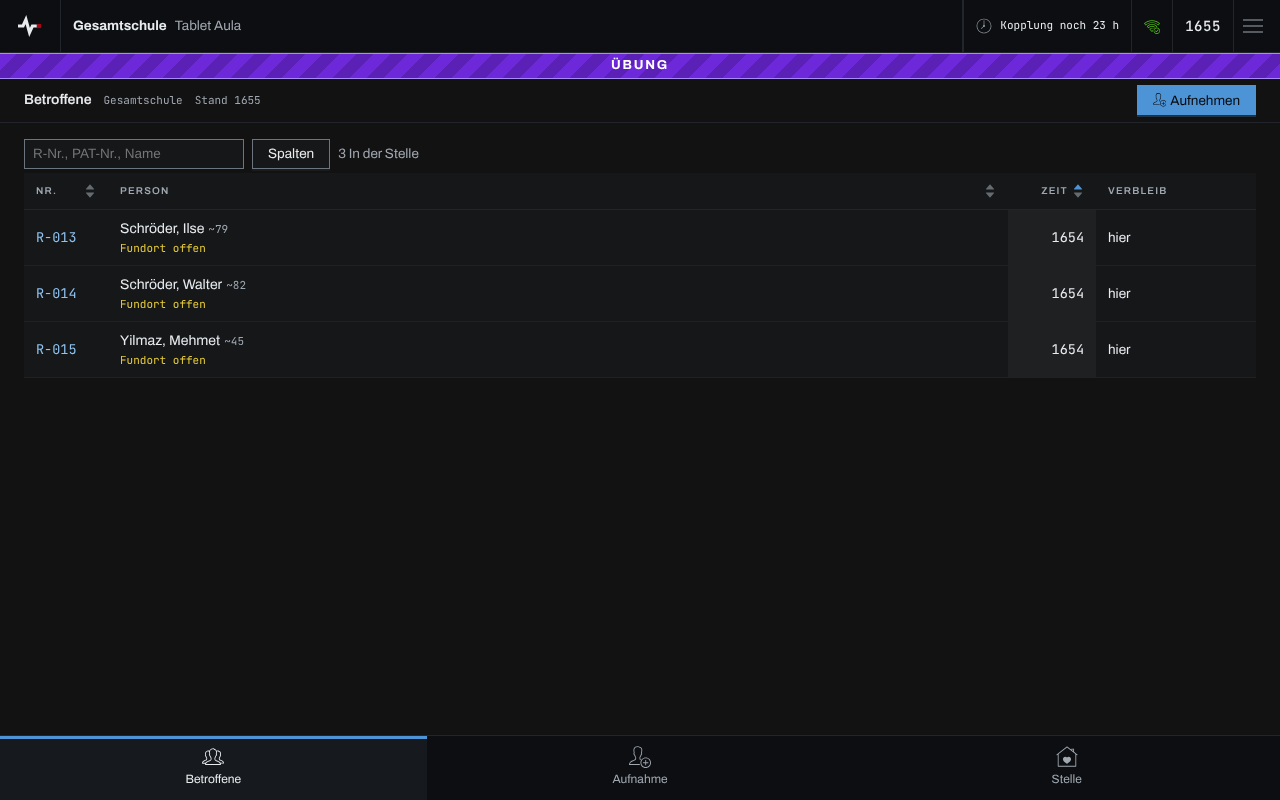 Gesamtschule Tablet Aula
Kopplung noch 23 h
1655
ÜBUNG
Betroffene Gesamtschule Stand 1655
Aufnehmen
R-Nr., PAT-Nr., Name
Spalten
3 In der Stelle
NR. PERSON ZEIT VERBLEIB
R-013 Schröder, Ilse ~79 1654 hier
Fundort offen
R-014 Schröder, Walter ~82 1654 hier
Fundort offen
R-015 Yilmaz, Mehmet ~45 1654 hier
Fundort offen
Betroffene
Aufnahme
Stelle